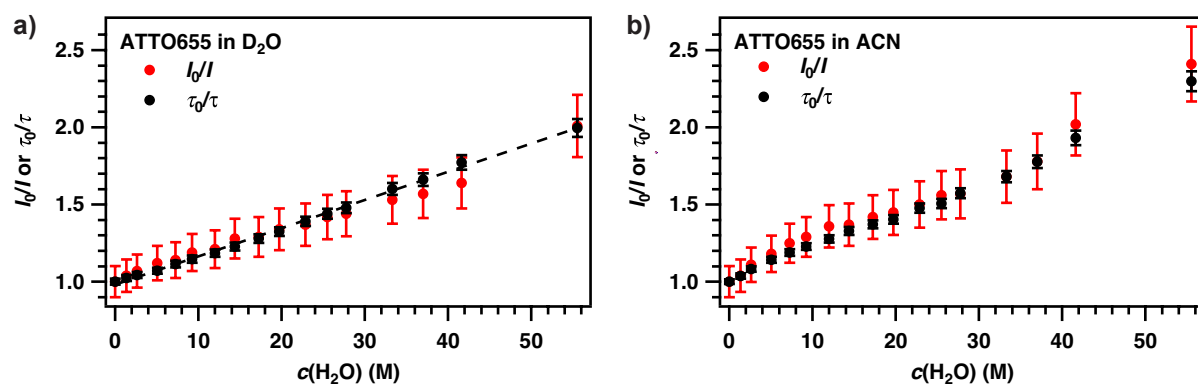 a)
ATTO655 in D₂O
I₀/I
τ₀/τ
I₀/I or τ₀/τ
2.5
2.0
1.5
1.0
0 10 20 30 40 50
c(H₂O) (M)
b)
ATTO655 in ACN
I₀/I
τ₀/τ
I₀/I or τ₀/τ
2.5
2.0
1.5
1.0
0 10 20 30 40 50
c(H₂O) (M)